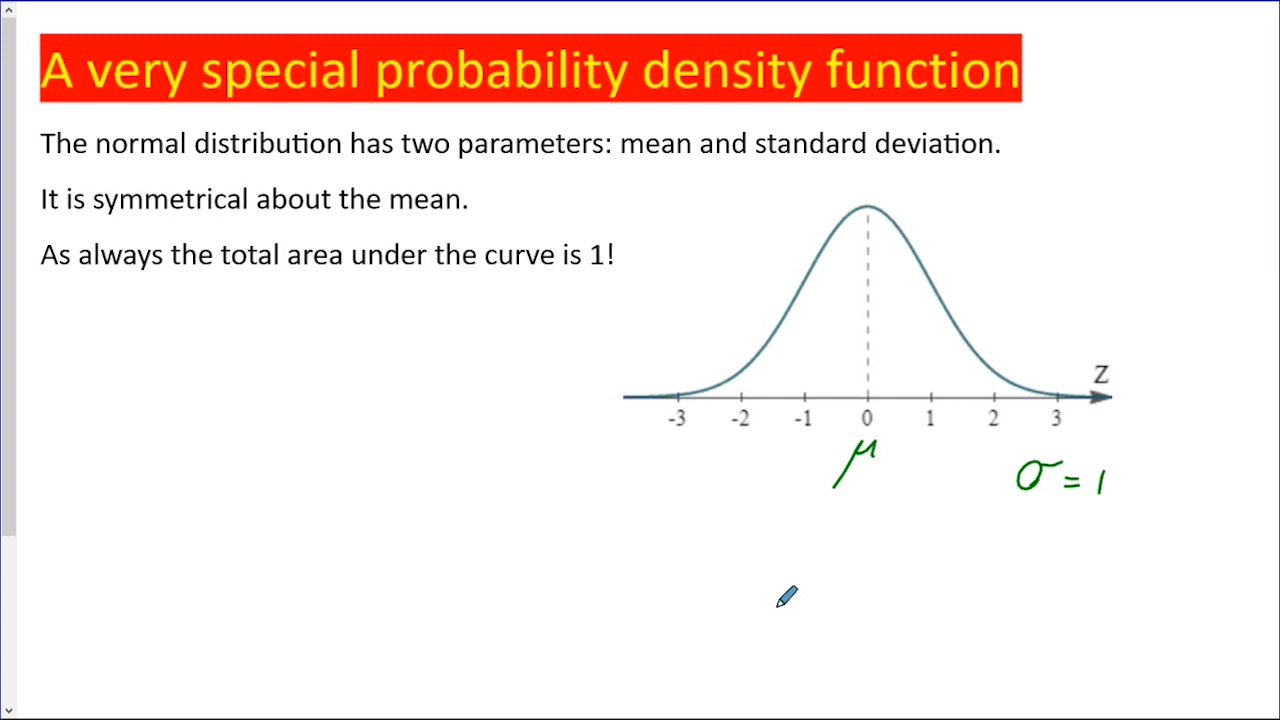 A very special probability density function
The normal distribution has two parameters: mean and standard deviation.
It is symmetrical about the mean.
As always the total area under the curve is 1!
Z
-3 -2 -1 0 1 2 3
μ
σ = 1